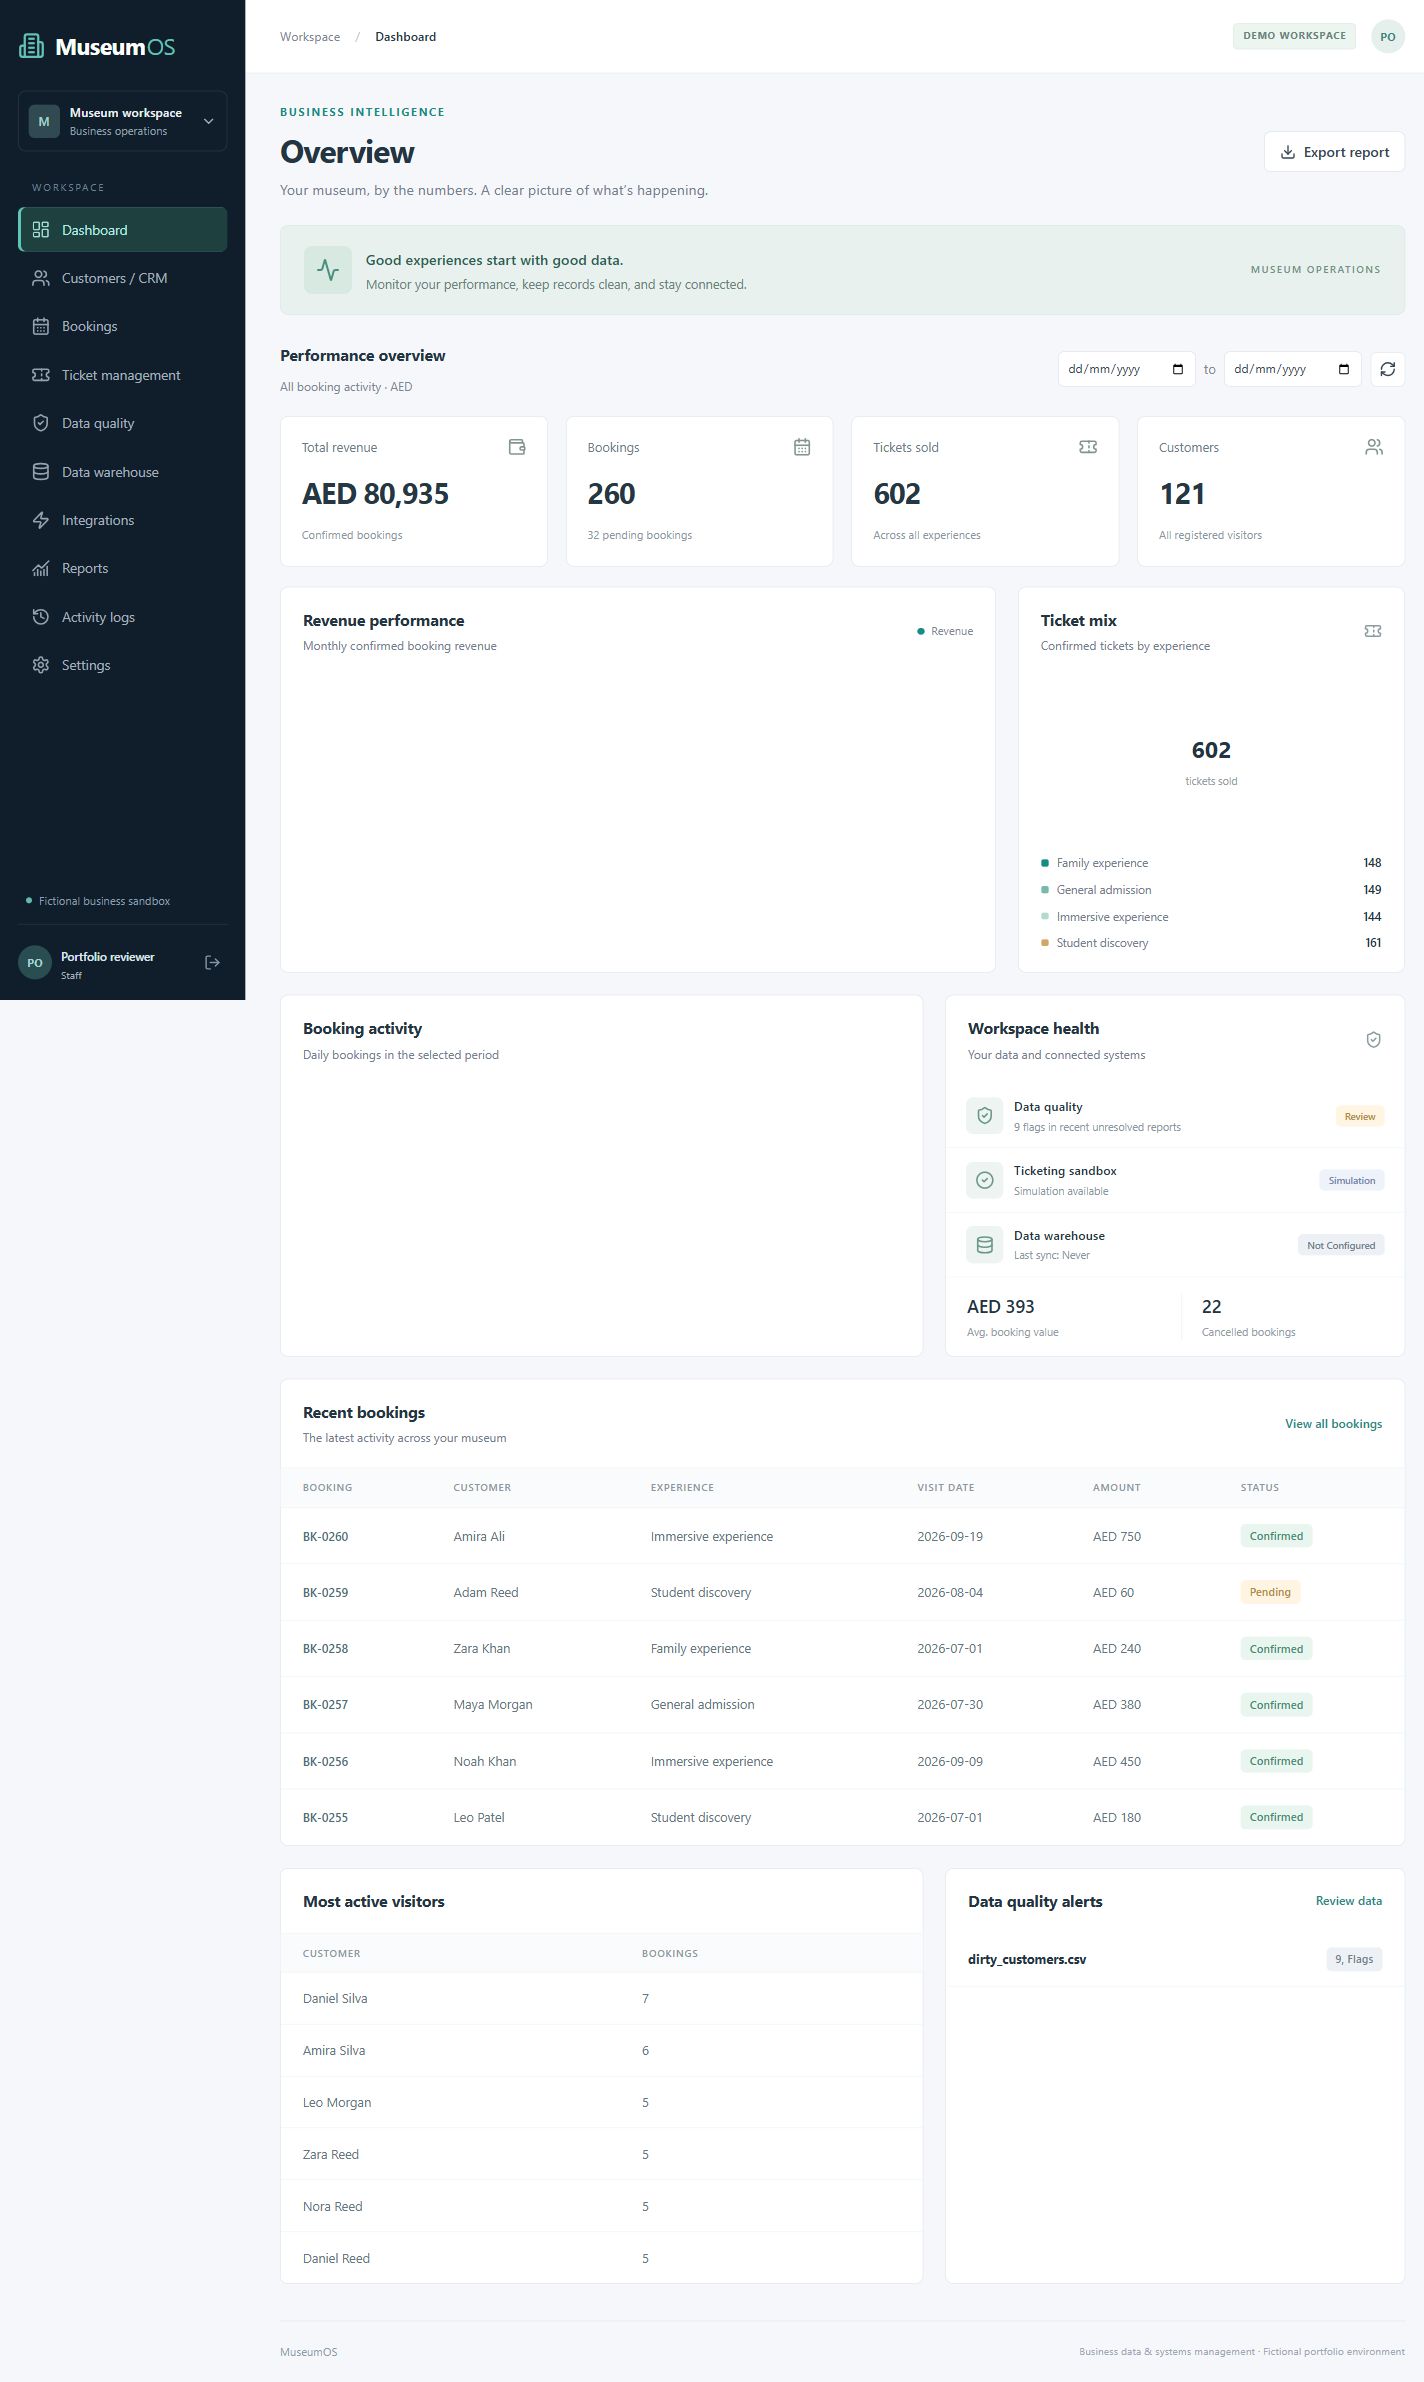 MuseumOS
M
Museum workspace
Business operations
WORKSPACE
Dashboard
Customers / CRM
Bookings
Ticket management
Data quality
Data warehouse
Integrations
Reports
Activity logs
Settings
Fictional business sandbox
PO
Portfolio reviewer
Staff
Workspace / Dashboard
DEMO WORKSPACE
PO
BUSINESS INTELLIGENCE
Overview
Your museum, by the numbers. A clear picture of what’s happening.
Export report
Good experiences start with good data.
Monitor your performance, keep records clean, and stay connected.
MUSEUM OPERATIONS
Performance overview
All booking activity · AED
dd/mm/yyyy to dd/mm/yyyy
Total revenue
AED 80,935
Confirmed bookings
Bookings
260
32 pending bookings
Tickets sold
602
Across all experiences
Customers
121
All registered visitors
Revenue performance
Monthly confirmed booking revenue
Revenue
Ticket mix
Confirmed tickets by experience
602
tickets sold
Family experience 148
General admission 149
Immersive experience 144
Student discovery 161
Booking activity
Daily bookings in the selected period
Workspace health
Your data and connected systems
Data quality
9 flags in recent unresolved reports
Review
Ticketing sandbox
Simulation available
Simulation
Data warehouse
Last sync: Never
Not Configured
AED 393
Avg. booking value
22
Cancelled bookings
Recent bookings
The latest activity across your museum
View all bookings
BOOKING CUSTOMER EXPERIENCE VISIT DATE AMOUNT STATUS
BK-0260 Amira Ali Immersive experience 2026-09-19 AED 750 Confirmed
BK-0259 Adam Reed Student discovery 2026-08-04 AED 60 Pending
BK-0258 Zara Khan Family experience 2026-07-01 AED 240 Confirmed
BK-0257 Maya Morgan General admission 2026-07-30 AED 380 Confirmed
BK-0256 Noah Khan Immersive experience 2026-09-09 AED 450 Confirmed
BK-0255 Leo Patel Student discovery 2026-07-01 AED 180 Confirmed
Most active visitors
CUSTOMER BOOKINGS
Daniel Silva 7
Amira Silva 6
Leo Morgan 5
Zara Reed 5
Nora Reed 5
Daniel Reed 5
Data quality alerts
Review data
dirty_customers.csv
9, Flags
MuseumOS
Business data & systems management · Fictional portfolio environment